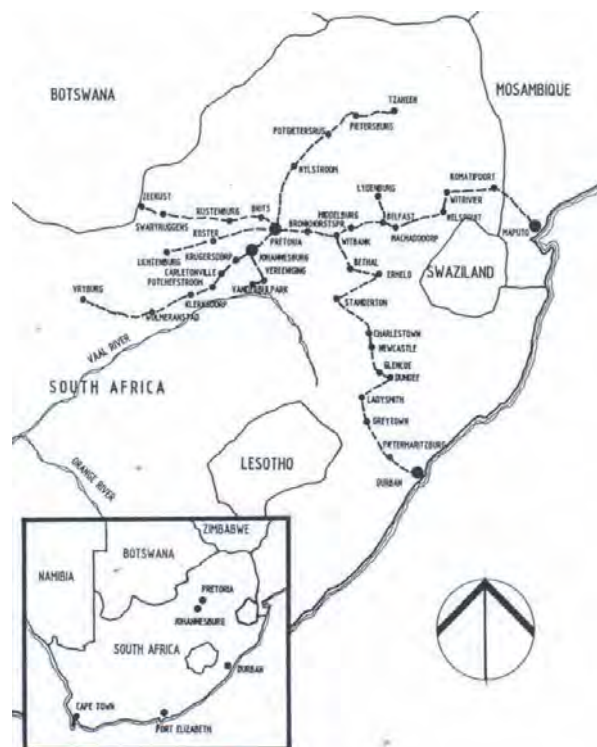 BOTSWANA
MOSAMBIQUE
TZANEEN
PIETERSBURG
POTGIETERSRUS
NYLSTROOM
KOMATIPOORT
LYDENBURG
WITRIVIER
NELSPRUIT
MAPUTO
ZEERUST
SWARTRUGGENS
RUSTENBURG
BRITS
KOSTER
PRETORIA
BRONKHORSTSPR.
MIDDELBURG
BELFAST
MACHADODORP
WITBANK
LICHTENBURG
KRUGERSDORP
JOHANNESBURG
CARLETONVILLE
VEREENIGING
POTCHEFSTROOM
VANDERBIJLPARK
BETHAL
ERMELO
SWAZILAND
VRYBURG
KLERKSDORP
WOLMERANSTAD
STANDERTON
VAAL RIVER
CHARLESTOWN
NEWCASTLE
GLENCOE
DUNDEE
SOUTH AFRICA
LADYSMITH
GREYTOWN
LESOTHO
PIETERMARITZBURG
ORANGE RIVER
DURBAN
ZIMBABWE
BOTSWANA
NAMIBIA
PRETORIA
JOHANNESBURG
SOUTH AFRICA
DURBAN
CAPE TOWN
PORT ELIZABETH